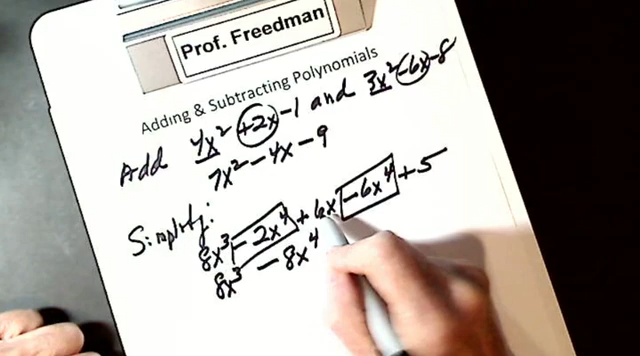 Prof. Freedman
Adding & Subtracting Polynomials
Add 4x² +2x -1 and 3x² -6x -8
7x² - 4x - 9
Simplify:
8x³ - 2x⁴ + 6x - 6x⁴ + 5
8x³ - 8x⁴